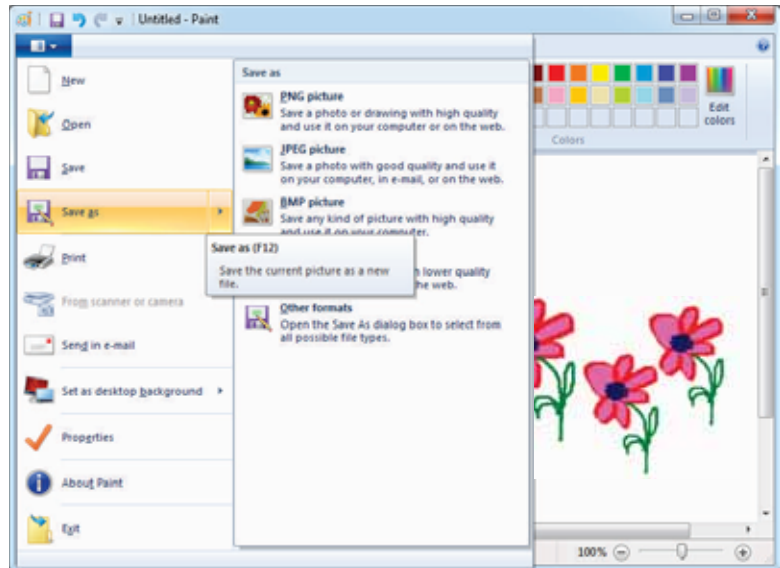 Untitled - Paint
New
Open
Save
Save as
Print
From scanner or camera
Send in e-mail
Set as desktop background
Properties
About Paint
Exit
Save as
PNG picture
Save a photo or drawing with high quality
and use it on your computer or on the web.
JPEG picture
Save a photo with good quality and use it
on your computer, in e-mail, or on the web.
BMP picture
Save any kind of picture with high quality
and use it on your computer.
Save as (F12)
Save the current picture as a new
file.
lower quality
he web.
Other formats
Open the Save As dialog box to select from
all possible file types.
Edit
colors
Colors
100%